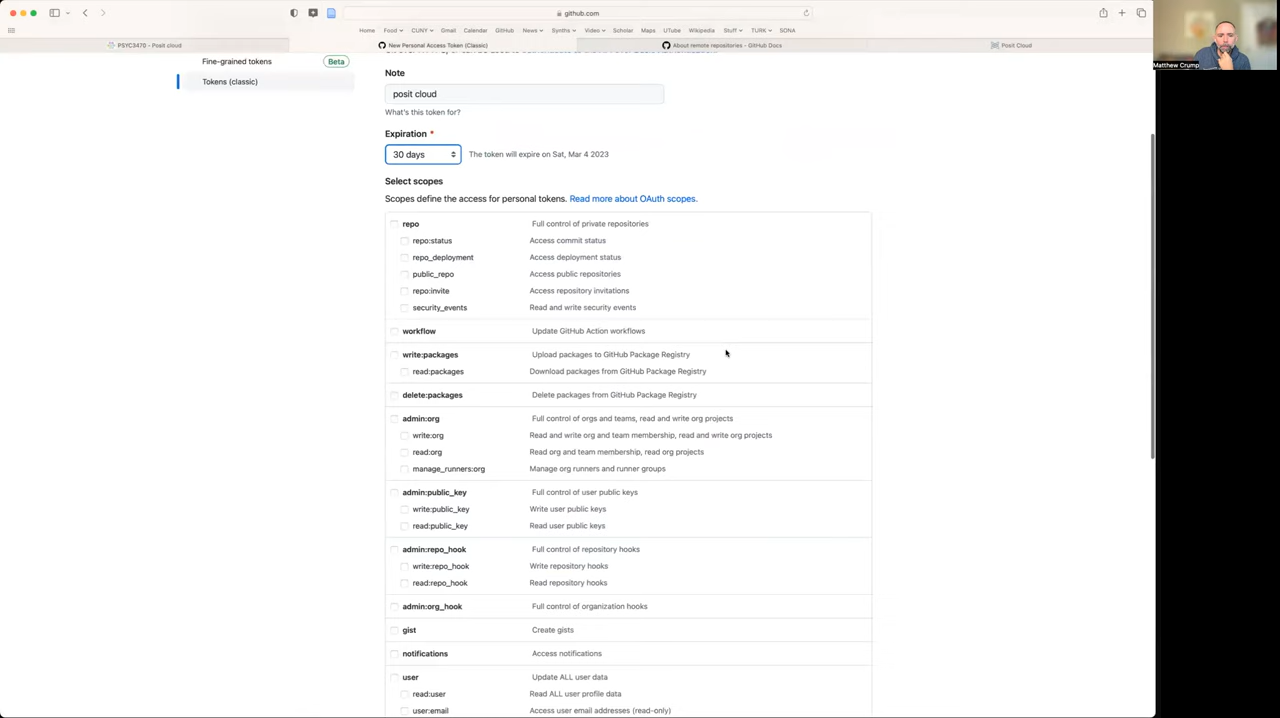 github.com
Home Food CUNY Gmail Calendar GitHub News Synths Video Scholar Maps UTube Wikipedia Stuff TURK SONA
PSYC3470 - Posit cloud New Personal Access Token (Classic) About remote repositories - GitHub Docs Posit Cloud
Matthew Crump
Fine-grained tokens Beta
Tokens (classic)
Note
posit cloud
What's this token for?
Expiration *
30 days The token will expire on Sat, Mar 4 2023
Select scopes
Scopes define the access for personal tokens. Read more about OAuth scopes.
repo Full control of private repositories
repo:status Access commit status
repo_deployment Access deployment status
public_repo Access public repositories
repo:invite Access repository invitations
security_events Read and write security events
workflow Update GitHub Action workflows
write:packages Upload packages to GitHub Package Registry
read:packages Download packages from GitHub Package Registry
delete:packages Delete packages from GitHub Package Registry
admin:org Full control of orgs and teams, read and write org projects
write:org Read and write org and team membership, read and write org projects
read:org Read org and team membership, read org projects
manage_runners:org Manage org runners and runner groups
admin:public_key Full control of user public keys
write:public_key Write user public keys
read:public_key Read user public keys
admin:repo_hook Full control of repository hooks
write:repo_hook Write repository hooks
read:repo_hook Read repository hooks
admin:org_hook Full control of organization hooks
gist Create gists
notifications Access notifications
user Update ALL user data
read:user Read ALL user profile data
user:email Access user email addresses (read-only)